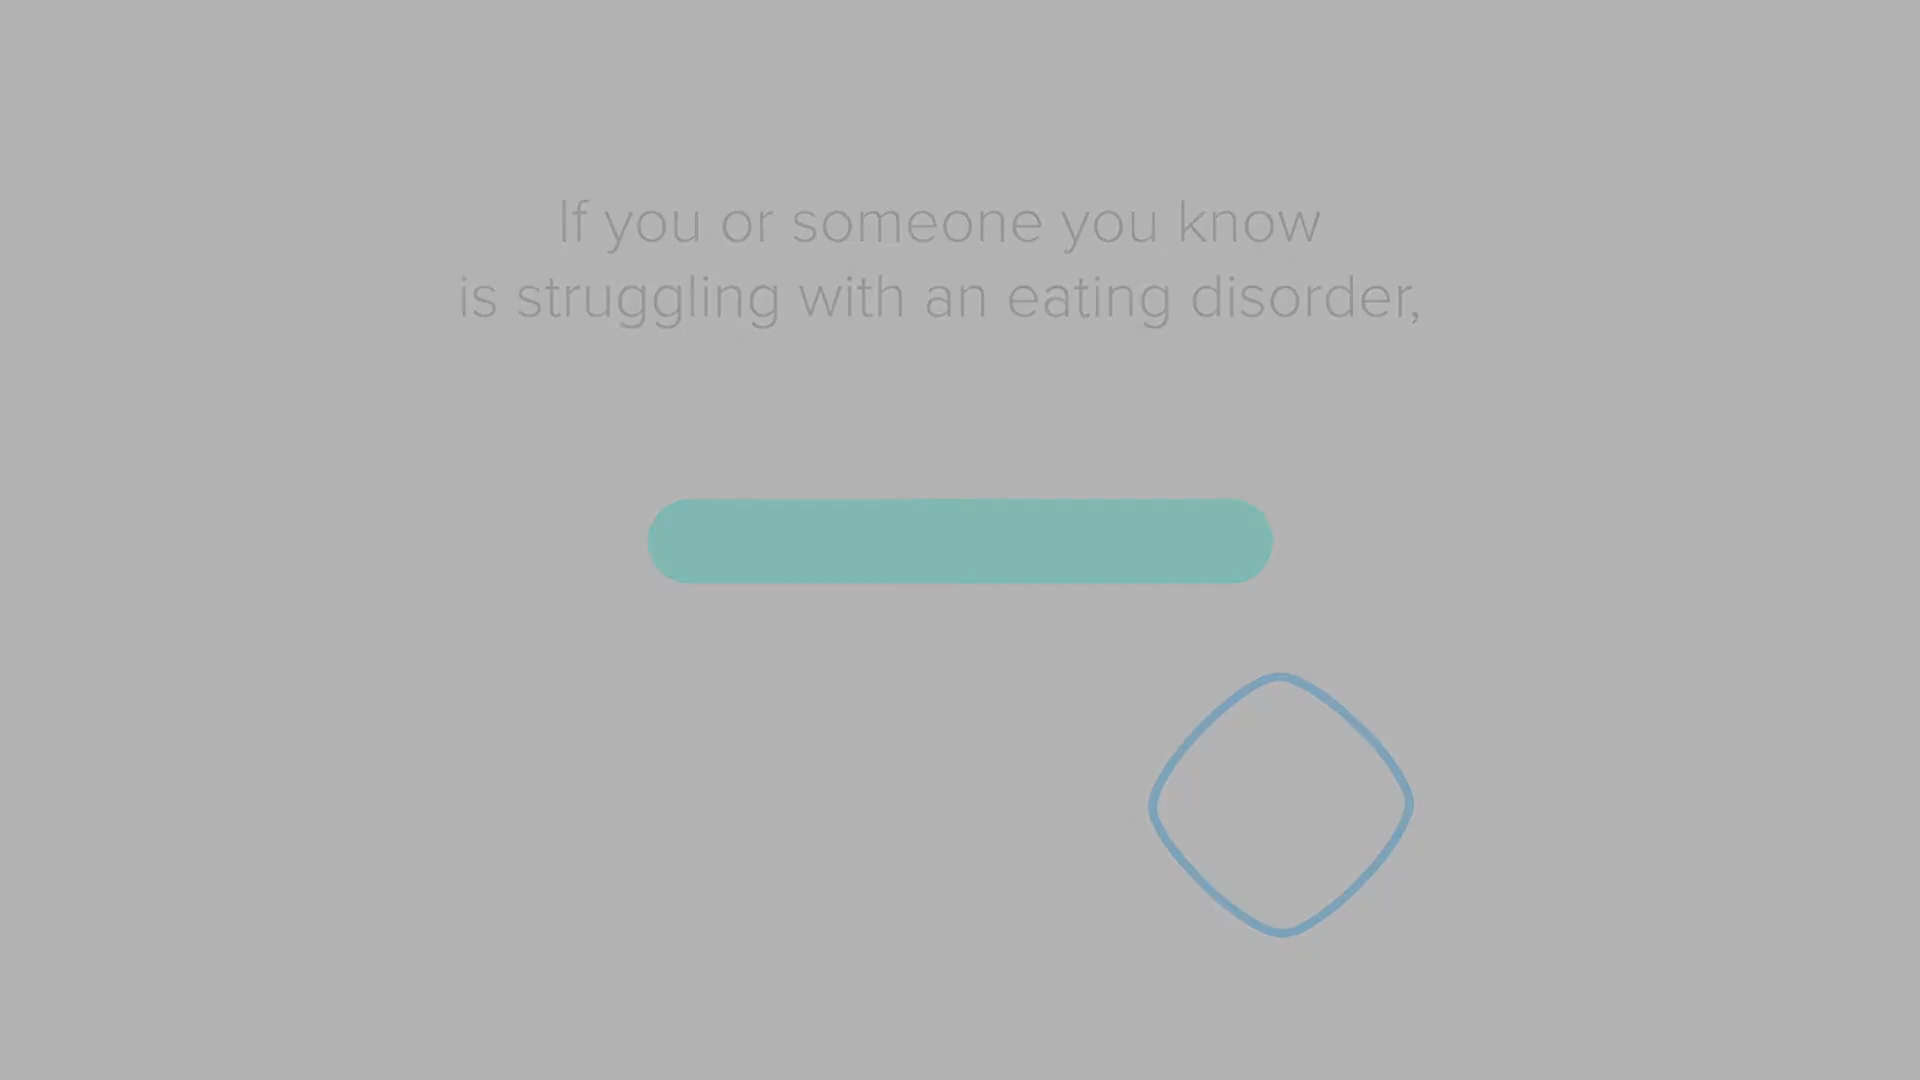 If you or someone you know
is struggling with an eating disorder,